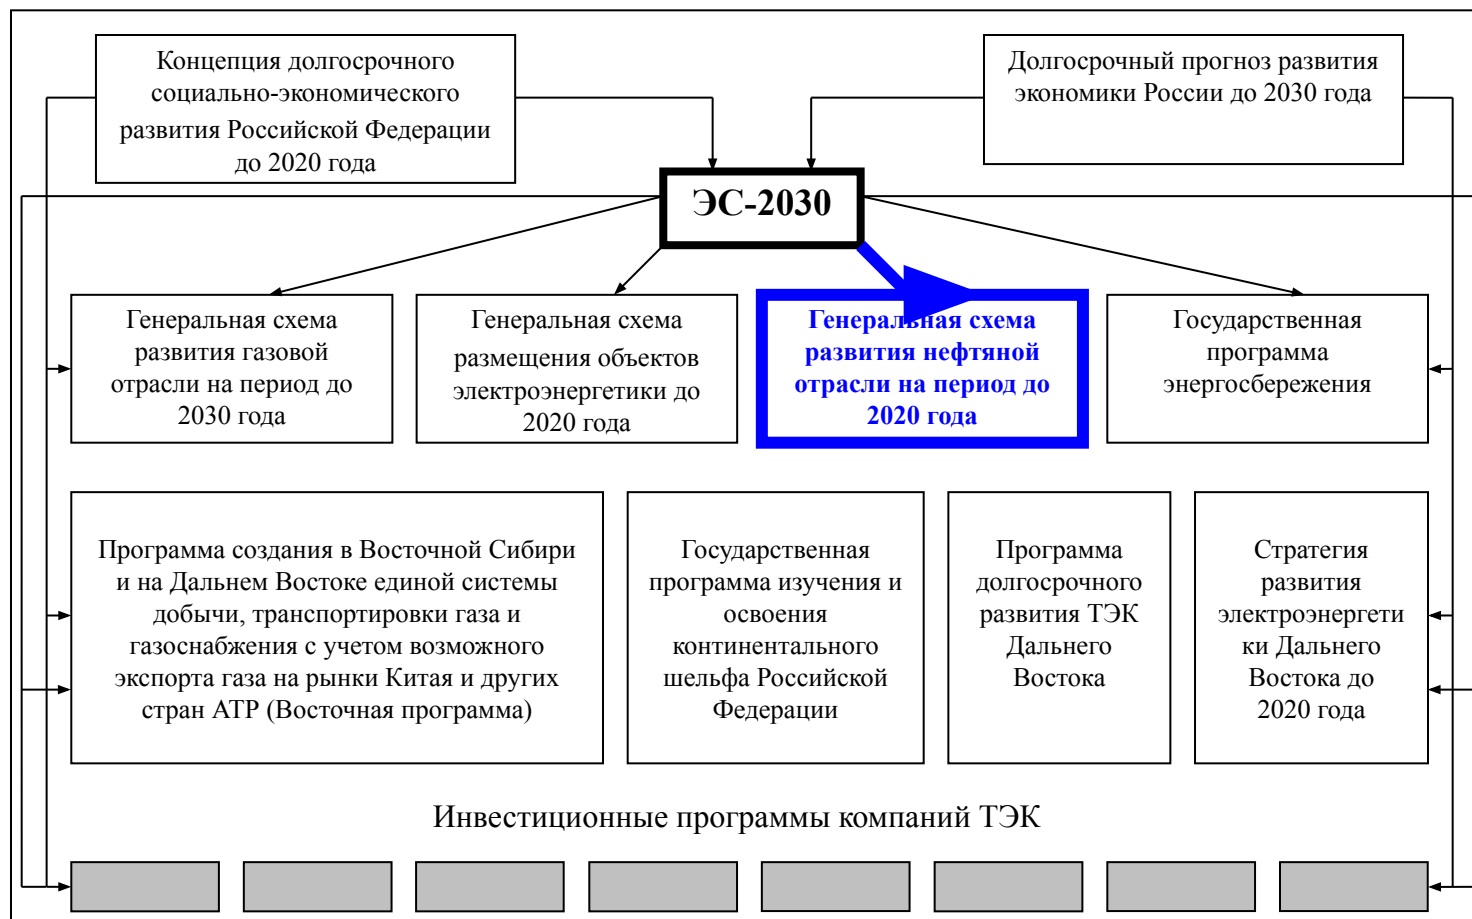 Концепция долгосрочного
социально-экономического
развития Российской Федерации
до 2020 года
Долгосрочный прогноз развития
экономики России до 2030 года
ЭС-2030
Генеральная схема
развития газовой
отрасли на период до
2030 года
Генеральная схема
размещения объектов
электроэнергетики до
2020 года
Генеральная схема
развития нефтяной
отрасли на период до
2020 года
Государственная
программа
энергосбережения
Программа создания в Восточной Сибири
и на Дальнем Востоке единой системы
добычи, транспортировки газа и
газоснабжения с учетом возможного
экспорта газа на рынки Китая и других
стран АТР (Восточная программа)
Государственная
программа изучения и
освоения
континентального
шельфа Российской
Федерации
Программа
долгосрочного
развития ТЭК
Дальнего
Востока
Стратегия
развития
электроэнергети
ки Дальнего
Востока до
2020 года
Инвестиционные программы компаний ТЭК